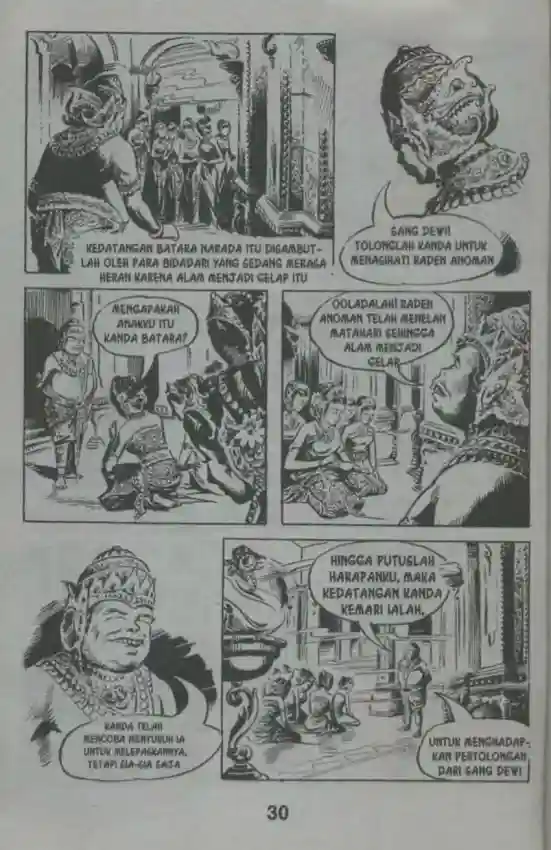 KEDATANGAN BATARA NARADA ITU DISAMBUT-
LAH OLEH PARA BIDADARI YANG SEDANG MERASA
HERAN KARENA ALAM MENJADI GELAP ITU
SANG DEWI!
TOLONGLAH KANDA UNTUK
MENASIHATI RADEN ANOMAN
MENGAPAKAH
ANAKKU ITU
KANDA BATARA?
OOLADALAH! RADEN
ANOMAN TELAH MENELAN
MATAHARI SEHINGGA
ALAM MENJADI
GELAP
KANDA TELAH
MENCOBA MENYURUH IA
UNTUK MELEPASKANNYA,
TETAPI SIA-SIA SAJA
HINGGA PUTUSLAH
HARAPANKU, MAKA
KEDATANGAN KANDA
KEMARI IALAH,
UNTUK MENGHADAP-
KAN PERTOLONGAN
DARI SANG DEWI
30